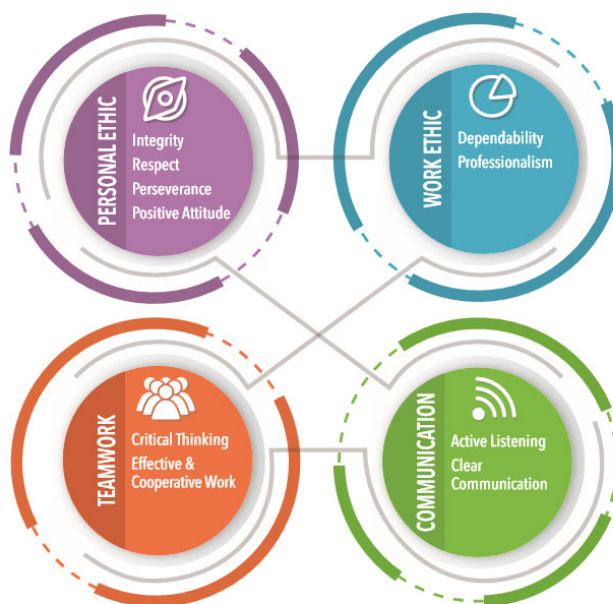 PERSONAL ETHIC
Integrity
Respect
Perseverance
Positive Attitude
WORK ETHIC
Dependability
Professionalism
TEAMWORK
Critical Thinking
Effective &
Cooperative Work
COMMUNICATION
Active Listening
Clear
Communication